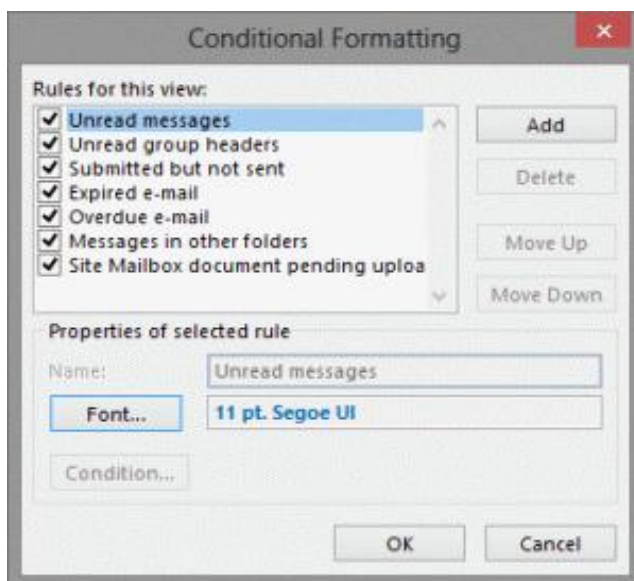 Conditional Formatting
Rules for this view:
Unread messages
Unread group headers
Submitted but not sent
Expired e-mail
Overdue e-mail
Messages in other folders
Site Mailbox document pending uploa
Add
Delete
Move Up
Move Down
Properties of selected rule
Name:
Unread messages
Font...
11 pt. Segoe UI
Condition...
OK
Cancel